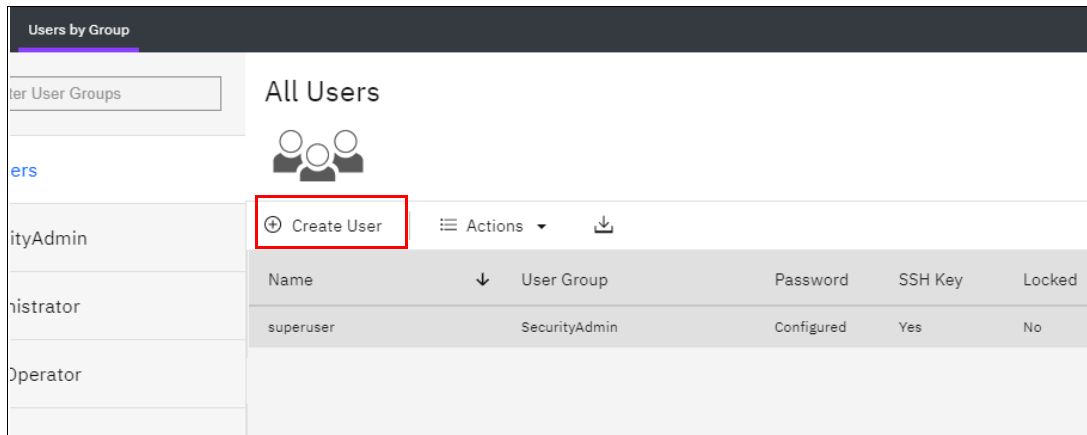 Users by Group
ter User Groups
All Users
ers
Create User
Actions
ityAdmin
Name
User Group
Password
SSH Key
Locked
nistrator
superuser
SecurityAdmin
Configured
Yes
No
Operator